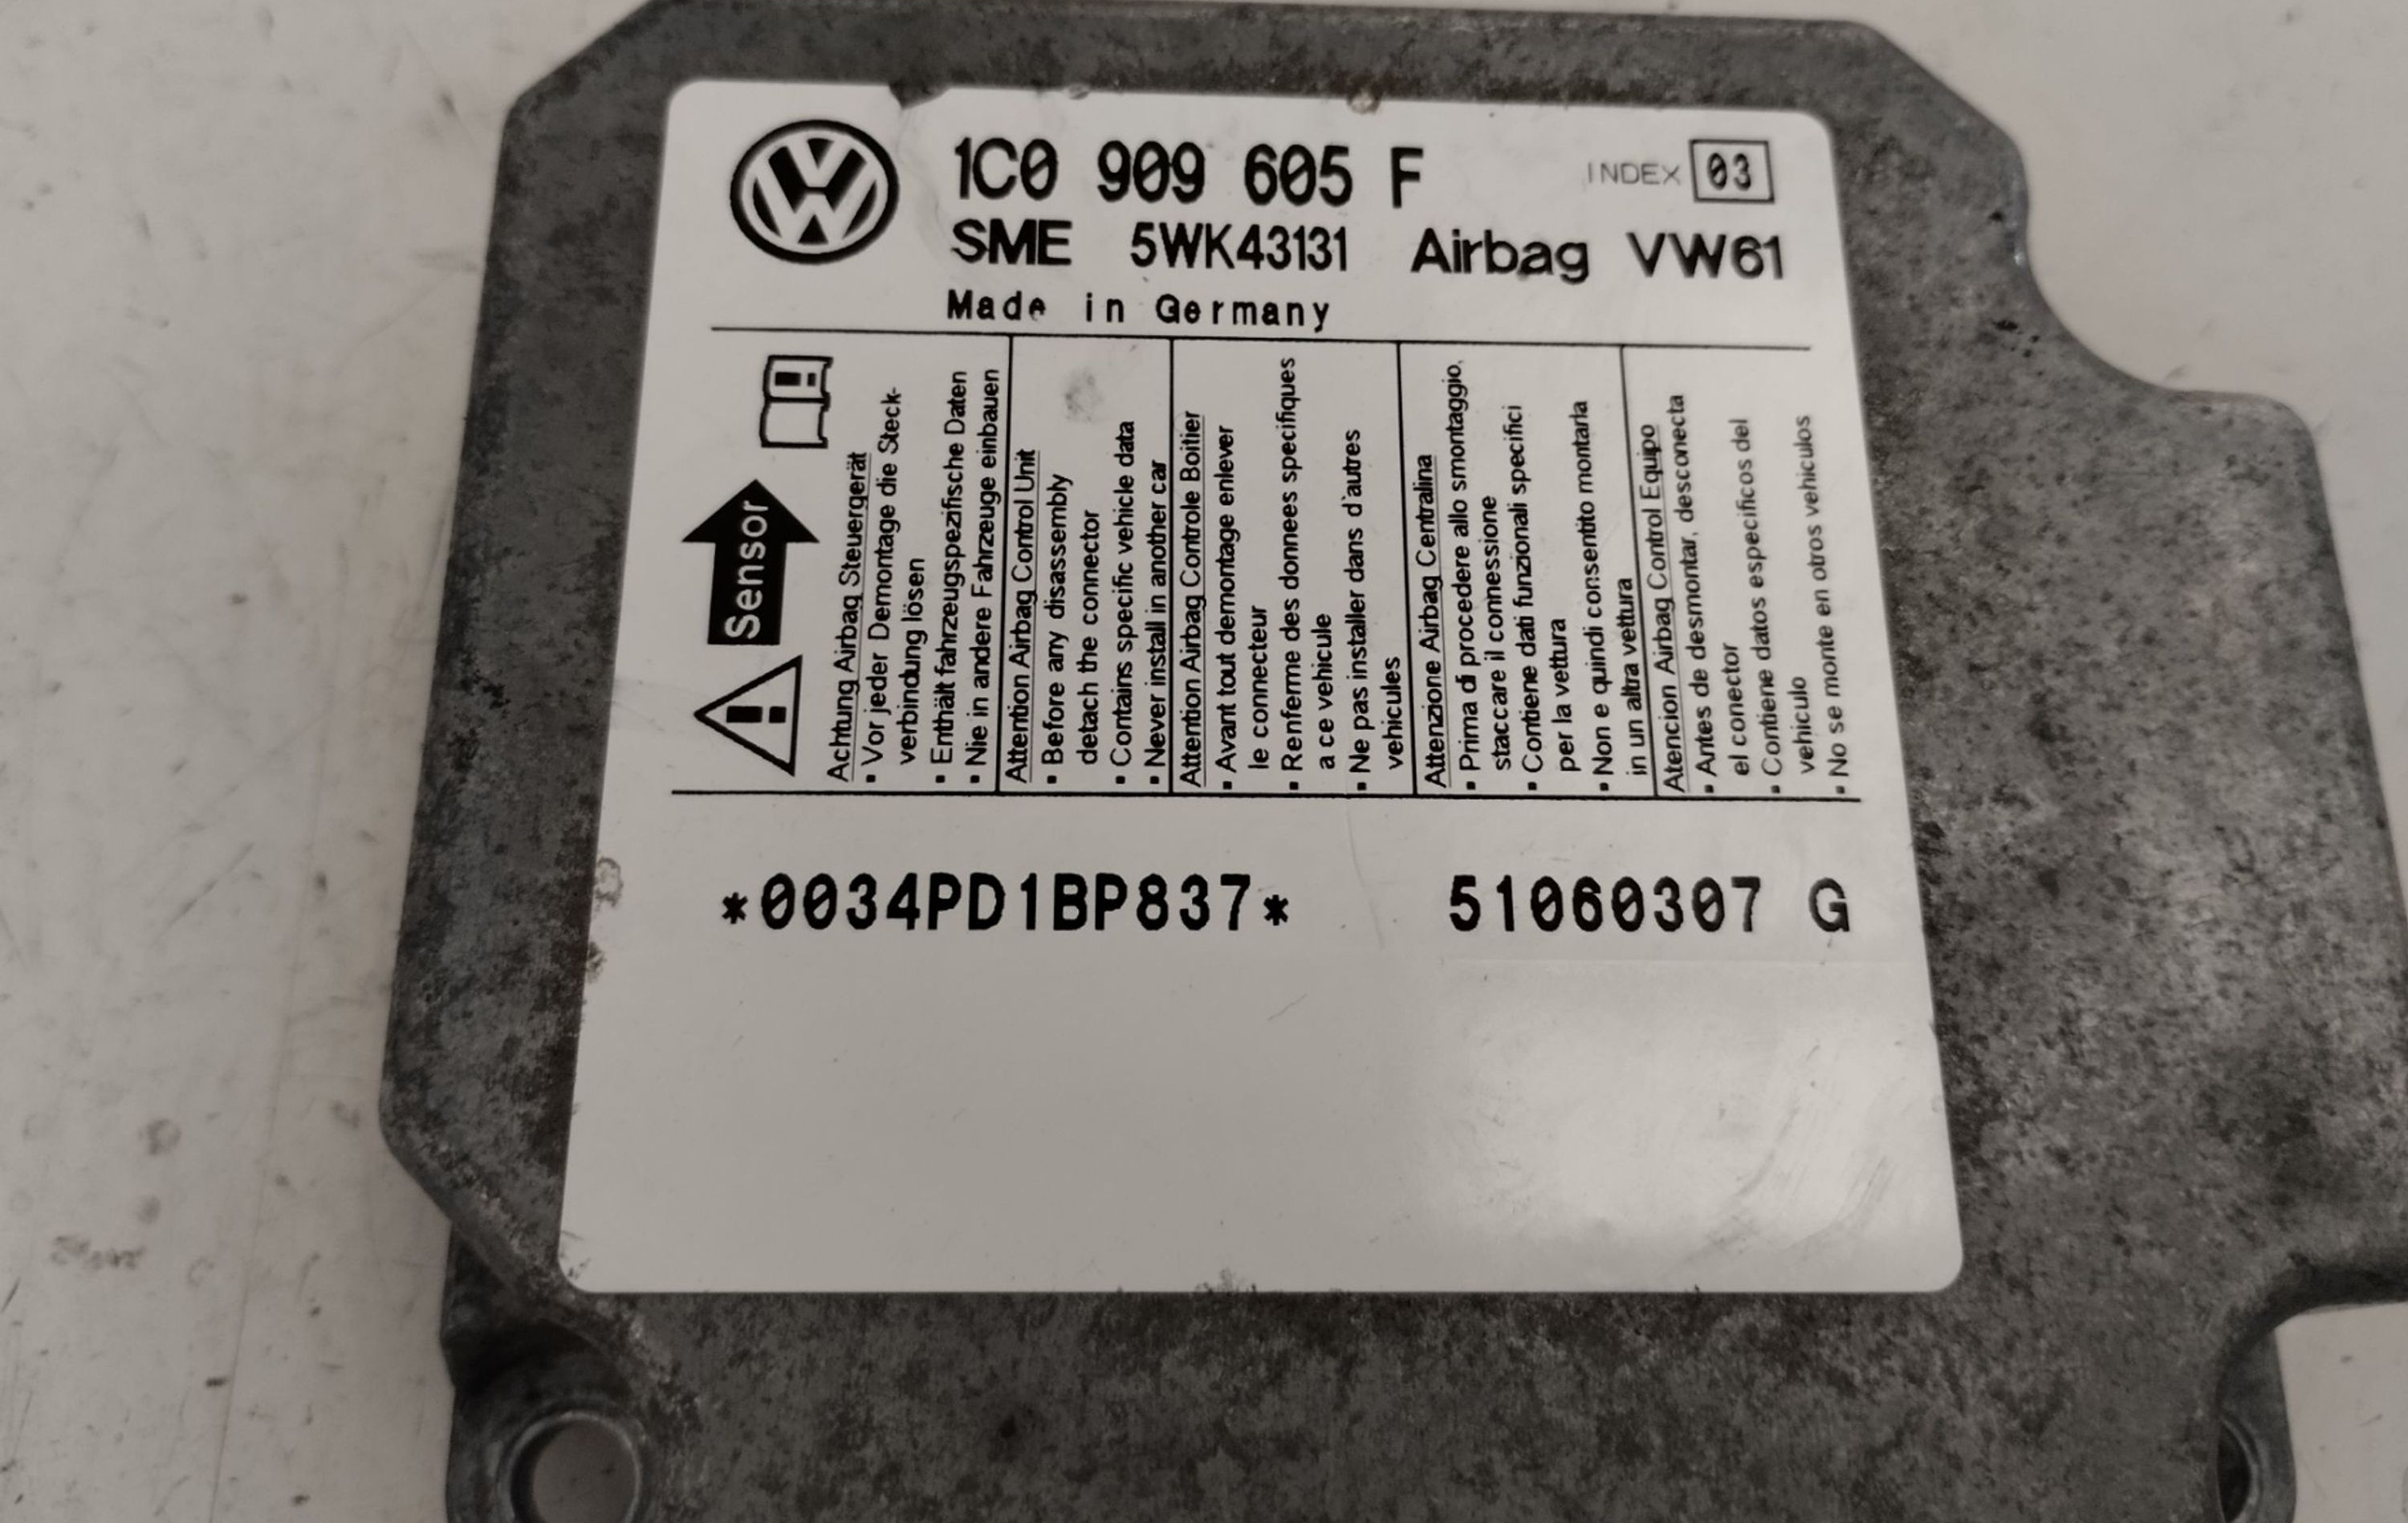 1C0 909 605 F INDEX 03
SME 5WK43131 Airbag VW61
Made in Germany
Sensor
Achtung Airbag Steuergerät
▪ Vor jeder Demontage die Steck-
verbindung lösen
▪ Enthält fahrzeugspezifische Daten
▪ Nie in andere Fahrzeuge einbauen
Attention Airbag Control Unit
▪ Before any disassembly
detach the connector
▪ Contains specific vehicle data
▪ Never install in another car
Attention Airbag Controle Boitier
▪ Avant tout demontage enlever
le connecteur
▪ Renferme des donnees specifiques
a ce vehicule
▪ Ne pas installer dans d'autres
vehicules
Attenzione Airbag Centralina
▪ Prima di procedere allo smontaggio,
staccare il connessione
▪ Contiene dati funzionali specifici
per la vettura
▪ Non e quindi consentito montarla
in un altra vettura
Atencion Airbag Control Equipo
▪ Antes de desmontar, desconecta
el conector
▪ Contiene datos especificos del
vehiculo
▪ No se monte en otros vehiculos
*0034PD1BP837* 51060307 G